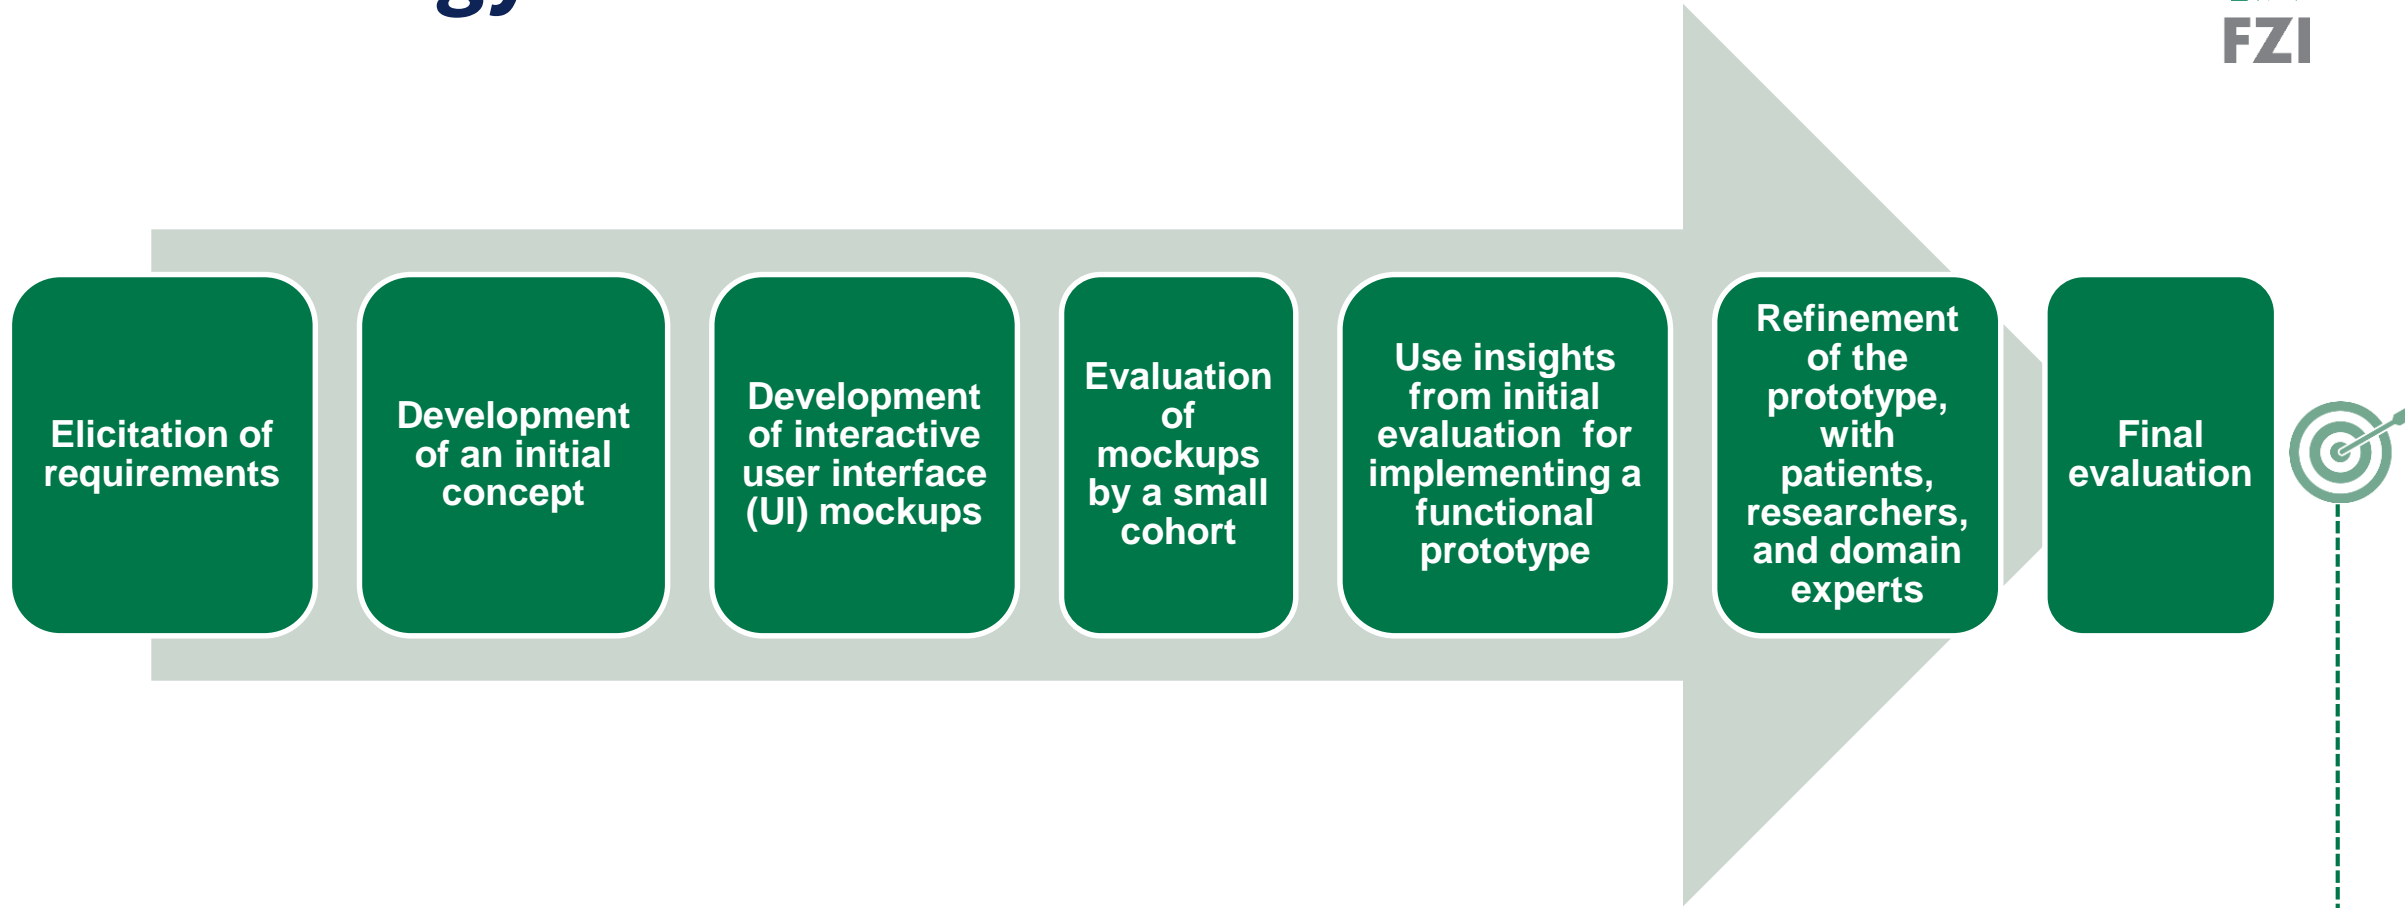 FZI
Elicitation of
requirements
Development
of an initial
concept
Development
of interactive
user interface
(UI) mockups
Evaluation
of
mockups
by a small
cohort
Use insights
from initial
evaluation  for
implementing a
functional
prototype
Refinement
of the
prototype,
with
patients,
researchers,
and domain
experts
Final
evaluation